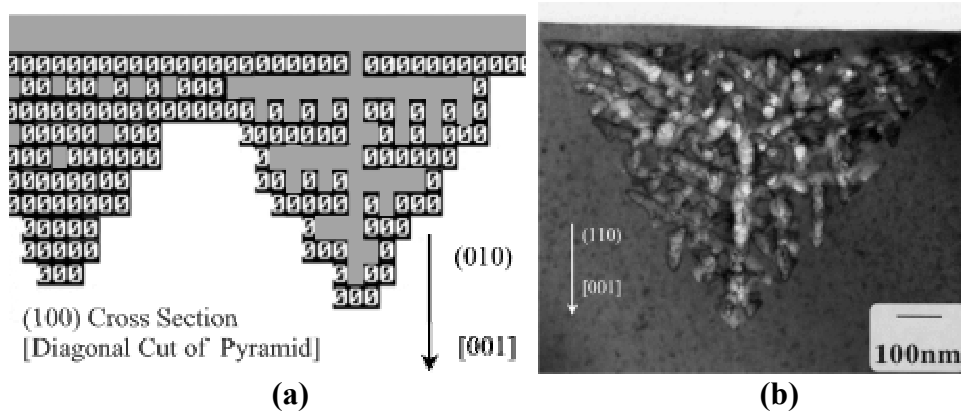 (010)
(100) Cross Section
[Diagonal Cut of Pyramid]
[001]
(a)
(110)
[001]
100nm
(b)